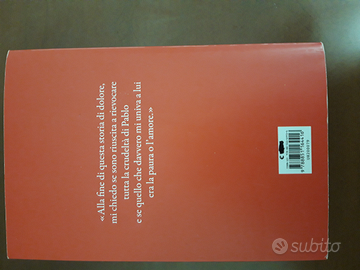 «Alla fine di questa storia di dolore,
mi chiedo se sono riuscita a rievocare
tutta la crudeltà di Pablo
e se quello che davvero mi univa a lui
era la paura o l'amore.»
subito